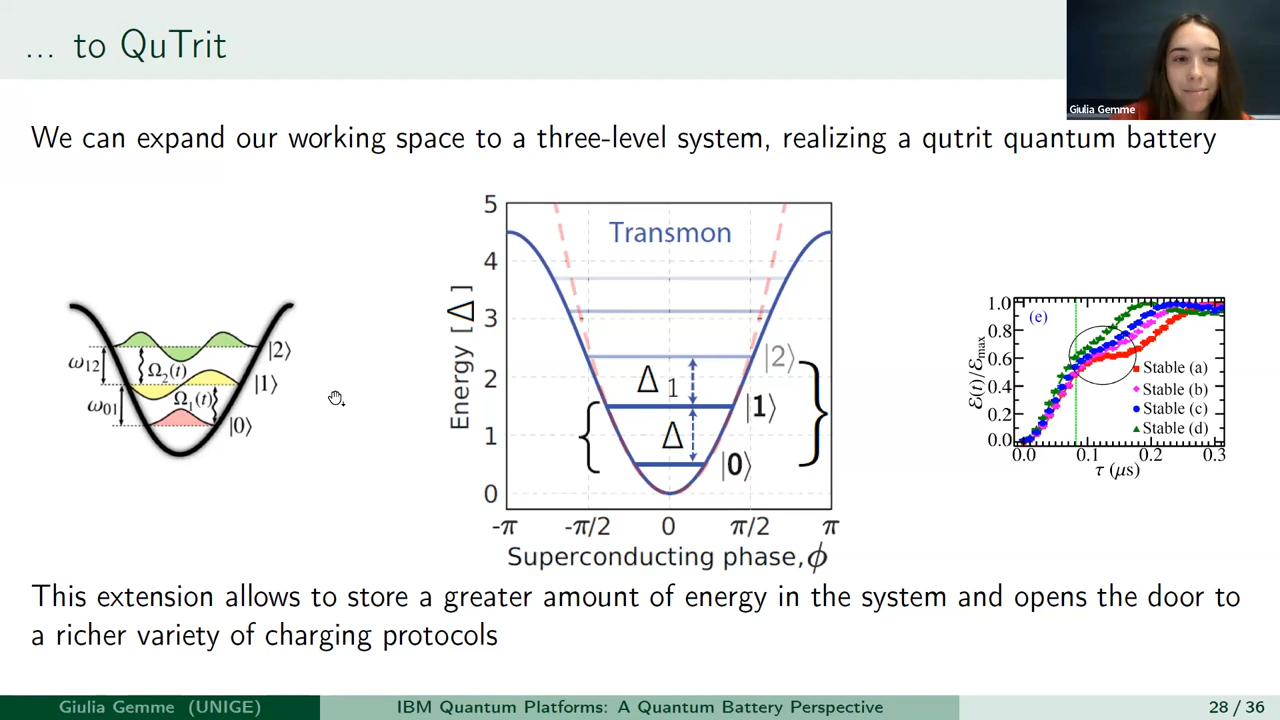 ... to QuTrit
Giulia Gemme
We can expand our working space to a three-level system, realizing a qutrit quantum battery
ω12
ω01
Ω2(t)
Ω1(t)
|2⟩
|1⟩
|0⟩
Transmon
Energy [Δ]
5
4
3
2
1
0
Δ1
Δ
|2⟩
|1⟩
|0⟩
-π
-π/2
0
π/2
π
Superconducting phase, ϕ
(e)
ℰ(t)/ℰmax
1.0
0.8
0.6
0.4
0.2
0.0
Stable (a)
Stable (b)
Stable (c)
Stable (d)
0.0 0.1 0.2 0.3
τ (μs)
This extension allows to store a greater amount of energy in the system and opens the door to
a richer variety of charging protocols
Giulia Gemme (UNIGE)
IBM Quantum Platforms: A Quantum Battery Perspective
28 / 36